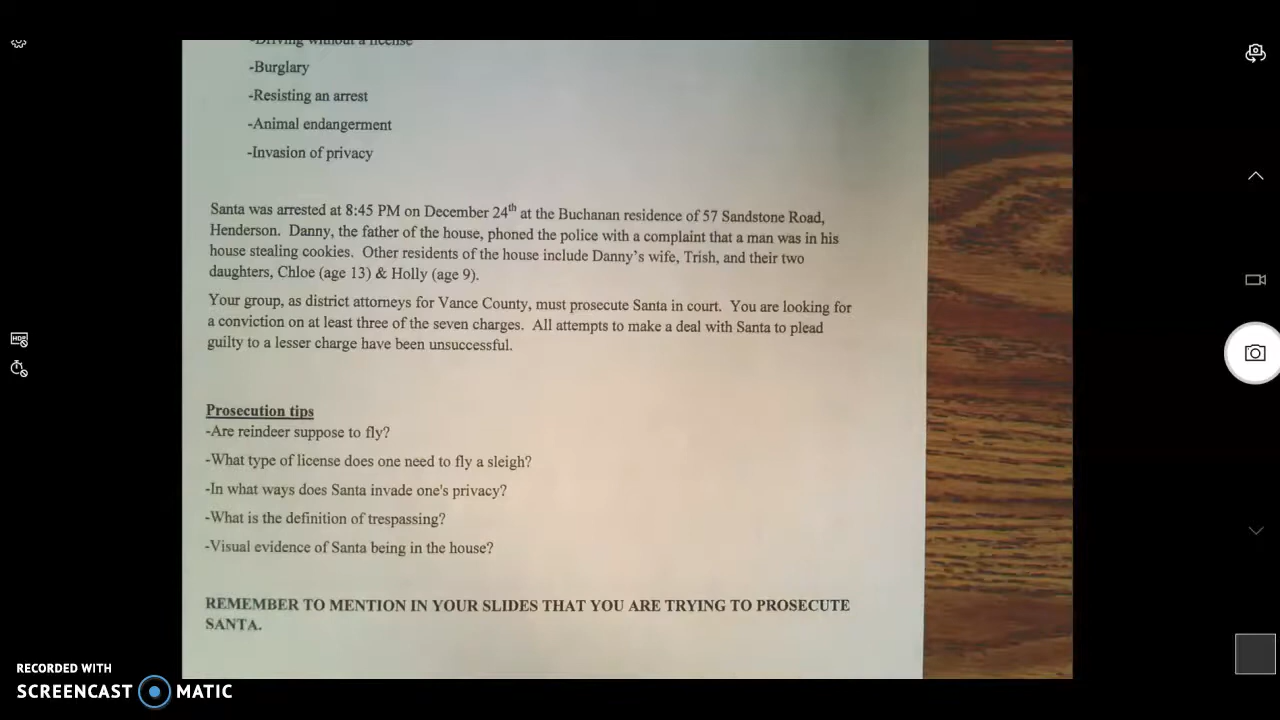 -Driving without a license
-Burglary
-Resisting an arrest
-Animal endangerment
-Invasion of privacy
Santa was arrested at 8:45 PM on December 24th at the Buchanan residence of 57 Sandstone Road,
Henderson. Danny, the father of the house, phoned the police with a complaint that a man was in his
house stealing cookies. Other residents of the house include Danny's wife, Trish, and their two
daughters, Chloe (age 13) & Holly (age 9).
Your group, as district attorneys for Vance County, must prosecute Santa in court. You are looking for
a conviction on at least three of the seven charges. All attempts to make a deal with Santa to plead
guilty to a lesser charge have been unsuccessful.
Prosecution tips
-Are reindeer suppose to fly?
-What type of license does one need to fly a sleigh?
-In what ways does Santa invade one's privacy?
-What is the definition of trespassing?
-Visual evidence of Santa being in the house?
REMEMBER TO MENTION IN YOUR SLIDES THAT YOU ARE TRYING TO PROSECUTE
SANTA.
HDR
RECORDED WITH
SCREENCAST MATIC